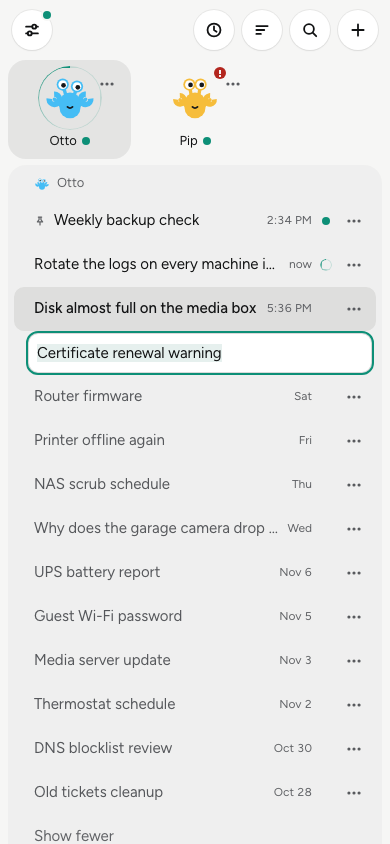 Otto
Pip
Otto
Weekly backup check 2:34 PM
Rotate the logs on every machine i... now
Disk almost full on the media box 5:36 PM
Certificate renewal warning
Router firmware Sat
Printer offline again Fri
NAS scrub schedule Thu
Why does the garage camera drop ... Wed
UPS battery report Nov 6
Guest Wi-Fi password Nov 5
Media server update Nov 3
Thermostat schedule Nov 2
DNS blocklist review Oct 30
Old tickets cleanup Oct 28
Show fewer